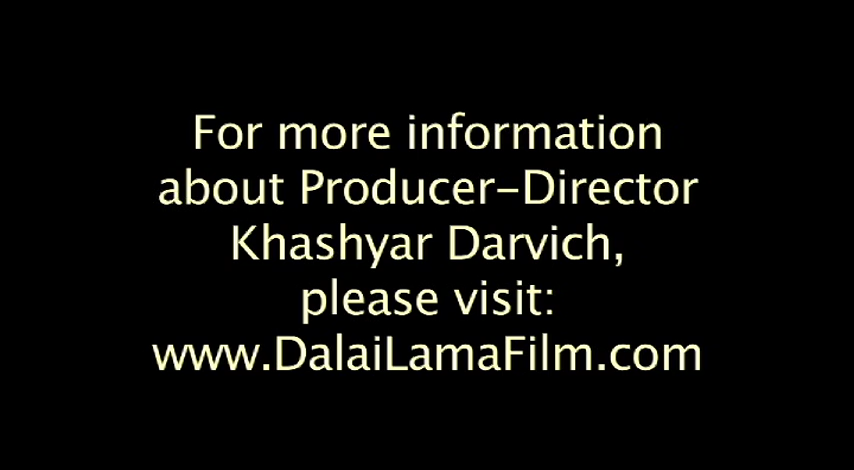 For more information
about Producer-Director
Khashyar Darvich,
please visit:
www.DalaiLamaFilm.com